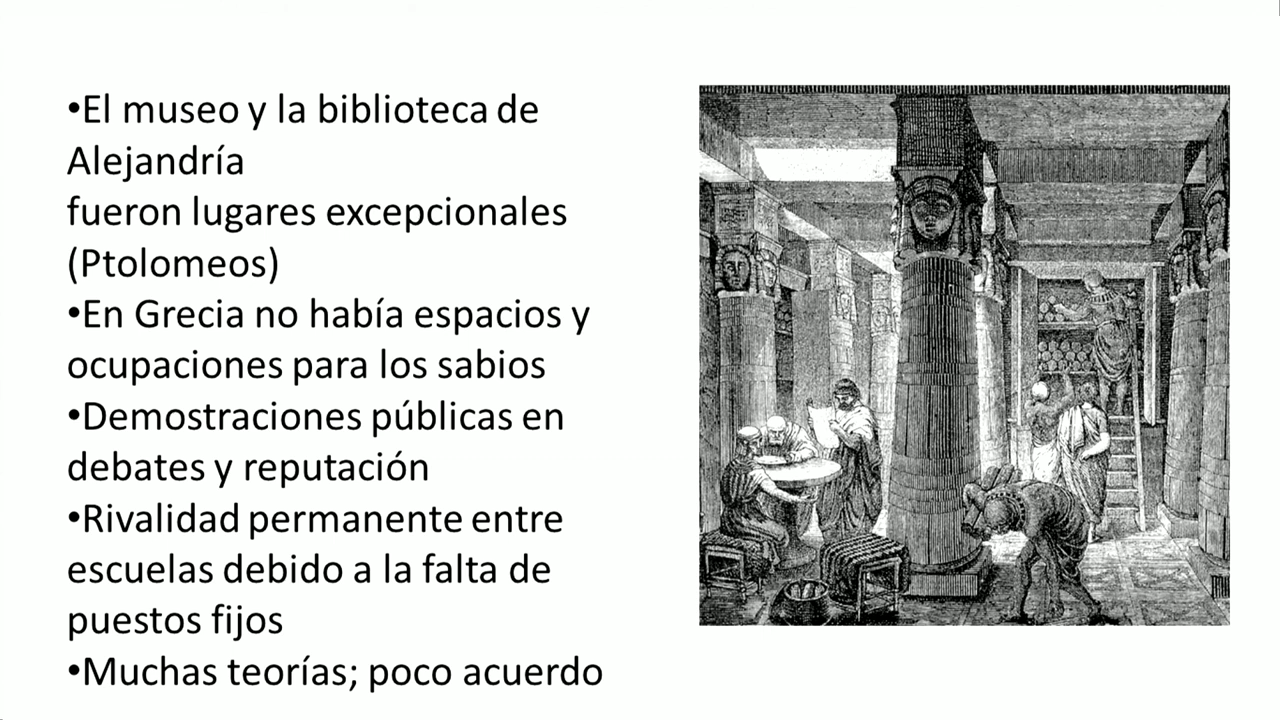 •El museo y la biblioteca de
Alejandría
fueron lugares excepcionales
(Ptolomeos)
•En Grecia no había espacios y
ocupaciones para los sabios
•Demostraciones públicas en
debates y reputación
•Rivalidad permanente entre
escuelas debido a la falta de
puestos fijos
•Muchas teorías; poco acuerdo